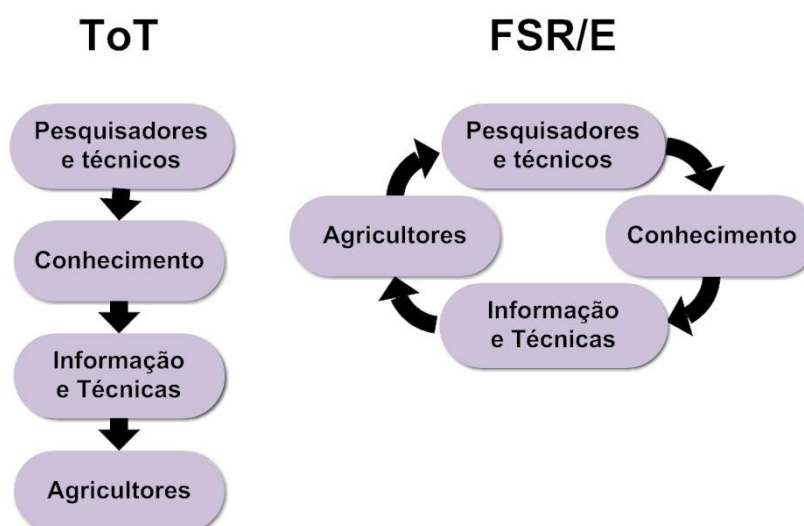 ToT
Pesquisadores
e técnicos
Conhecimento
Informação
e Técnicas
Agricultores
FSR/E
Pesquisadores
e técnicos
Conhecimento
Informação
e Técnicas
Agricultores